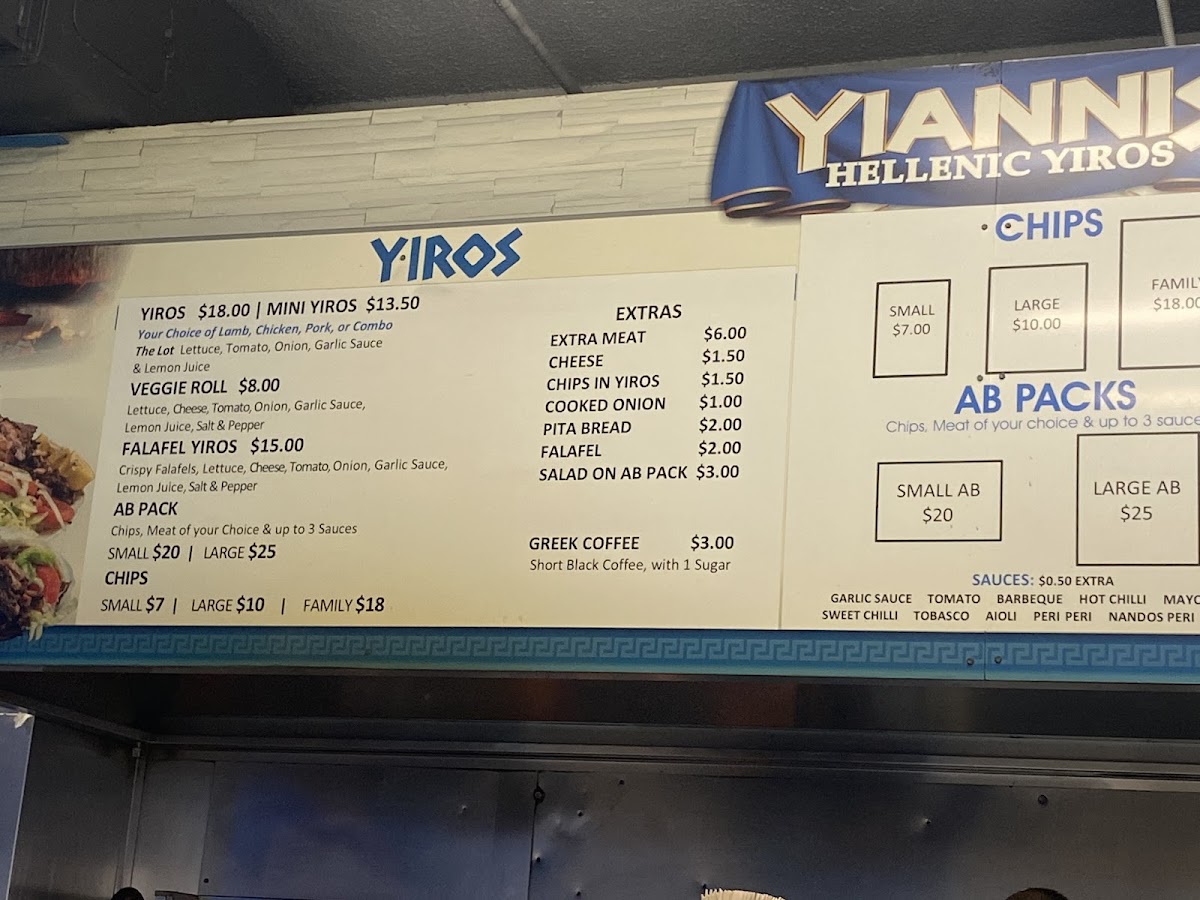 YIANNIS
HELLENIC YIROS
YIROS
YIROS $18.00 | MINI YIROS $13.50
Your Choice of Lamb, Chicken, Pork, or Combo
The Lot Lettuce, Tomato, Onion, Garlic Sauce
& Lemon Juice
VEGGIE ROLL $8.00
Lettuce, Cheese, Tomato, Onion, Garlic Sauce,
Lemon Juice, Salt & Pepper
FALAFEL YIROS $15.00
Crispy Falafels, Lettuce, Cheese, Tomato, Onion, Garlic Sauce,
Lemon Juice, Salt & Pepper
AB PACK
Chips, Meat of your Choice & up to 3 Sauces
SMALL $20 | LARGE $25
CHIPS
SMALL $7 | LARGE $10 | FAMILY $18
EXTRAS
EXTRA MEAT $6.00
CHEESE $1.50
CHIPS IN YIROS $1.50
COOKED ONION $1.00
PITA BREAD $2.00
FALAFEL $2.00
SALAD ON AB PACK $3.00
GREEK COFFEE $3.00
Short Black Coffee, with 1 Sugar
CHIPS
SMALL
$7.00
LARGE
$10.00
FAMILY
$18.00
AB PACKS
Chips, Meat of your choice & up to 3 sauce
SMALL AB
$20
LARGE AB
$25
SAUCES: $0.50 EXTRA
GARLIC SAUCE TOMATO BARBEQUE HOT CHILLI MAYO
SWEET CHILLI TOBASCO AIOLI PERI PERI NANDOS PERI